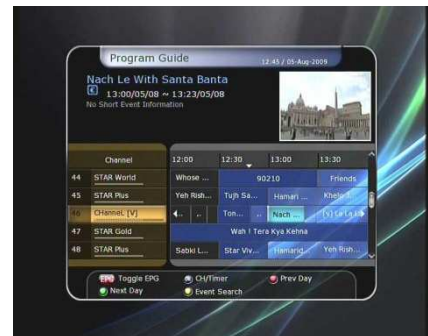 Program Guide 12:45 / 05-Aug-2009
Nach Le With Santa Banta
13:00/05/08 ~ 13:23/05/08
No Short Event Information
Channel 12:00 12:30 13:00 13:30
44 STAR World Whose ... 90210 Friends
45 STAR Plus Yeh Rish... Tujh Sa... Hamari ... Khelo
46 CHanneL [V] .. Ton... .. Nach ... [v] La La L
47 STAR Gold Wah ! Tera Kya Kehna
48 STAR Plus Sabki L... Star Viv... Hamarid... Yeh Rish...
EPG Toggle EPG CH/Timer Prev Day
Next Day Event Search